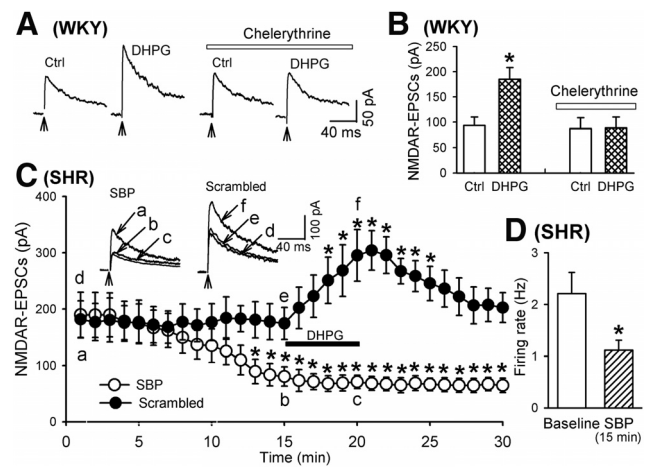 A (WKY)
Chelerythrine
Ctrl
DHPG
Ctrl
DHPG
40 ms
50 pA
B (WKY)
NMDAR-EPSCs (pA)
250
200
150
100
50
0
*
Chelerythrine
Ctrl DHPG
Ctrl DHPG
C (SHR)
NMDAR-EPSCs (pA)
400
300
200
100
0
SBP
a
b
c
Scrambled
f
e
d
40 ms
100 pA
f
* * * * * * * *
d
e
a
DHPG
* * * * * * * * * * * * * * * * * *
b
c
SBP
Scrambled
0 5 10 15 20 25 30
Time (min)
D (SHR)
Firing rate (Hz)
3
2
1
0
*
Baseline SBP
(15 min)